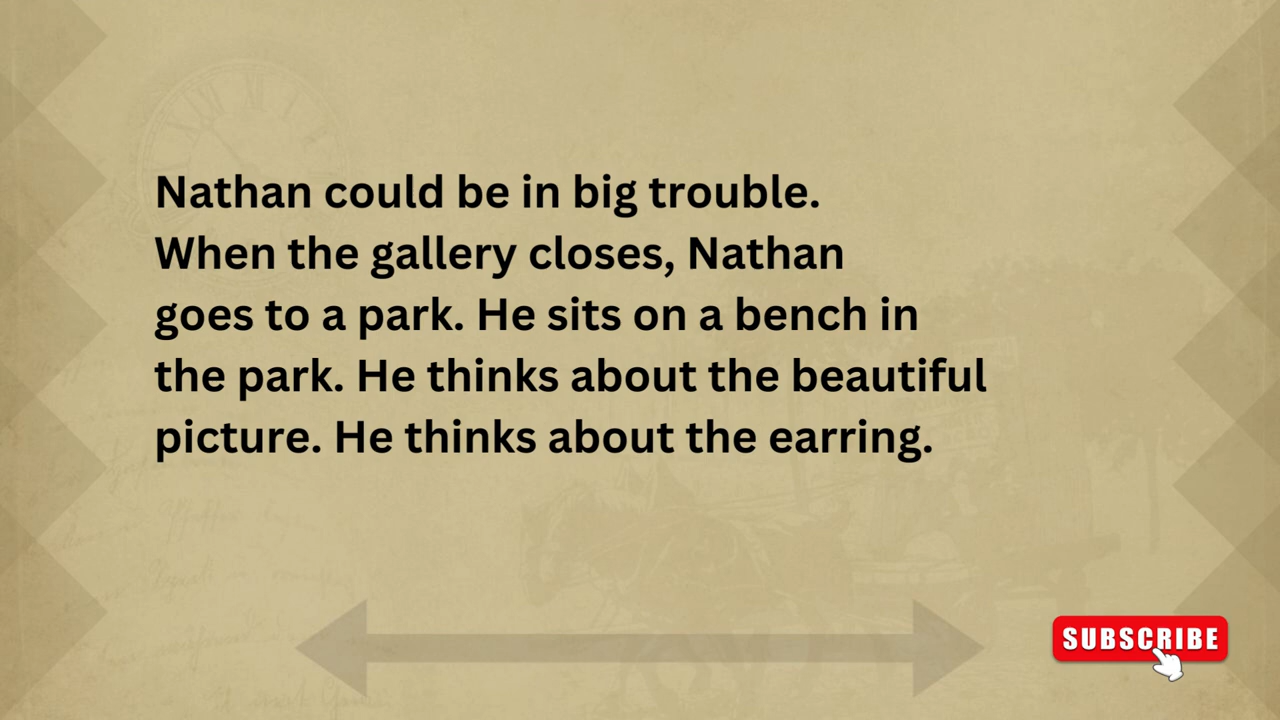 Nathan could be in big trouble.
When the gallery closes, Nathan
goes to a park. He sits on a bench in
the park. He thinks about the beautiful
picture. He thinks about the earring.
SUBSCRIBE